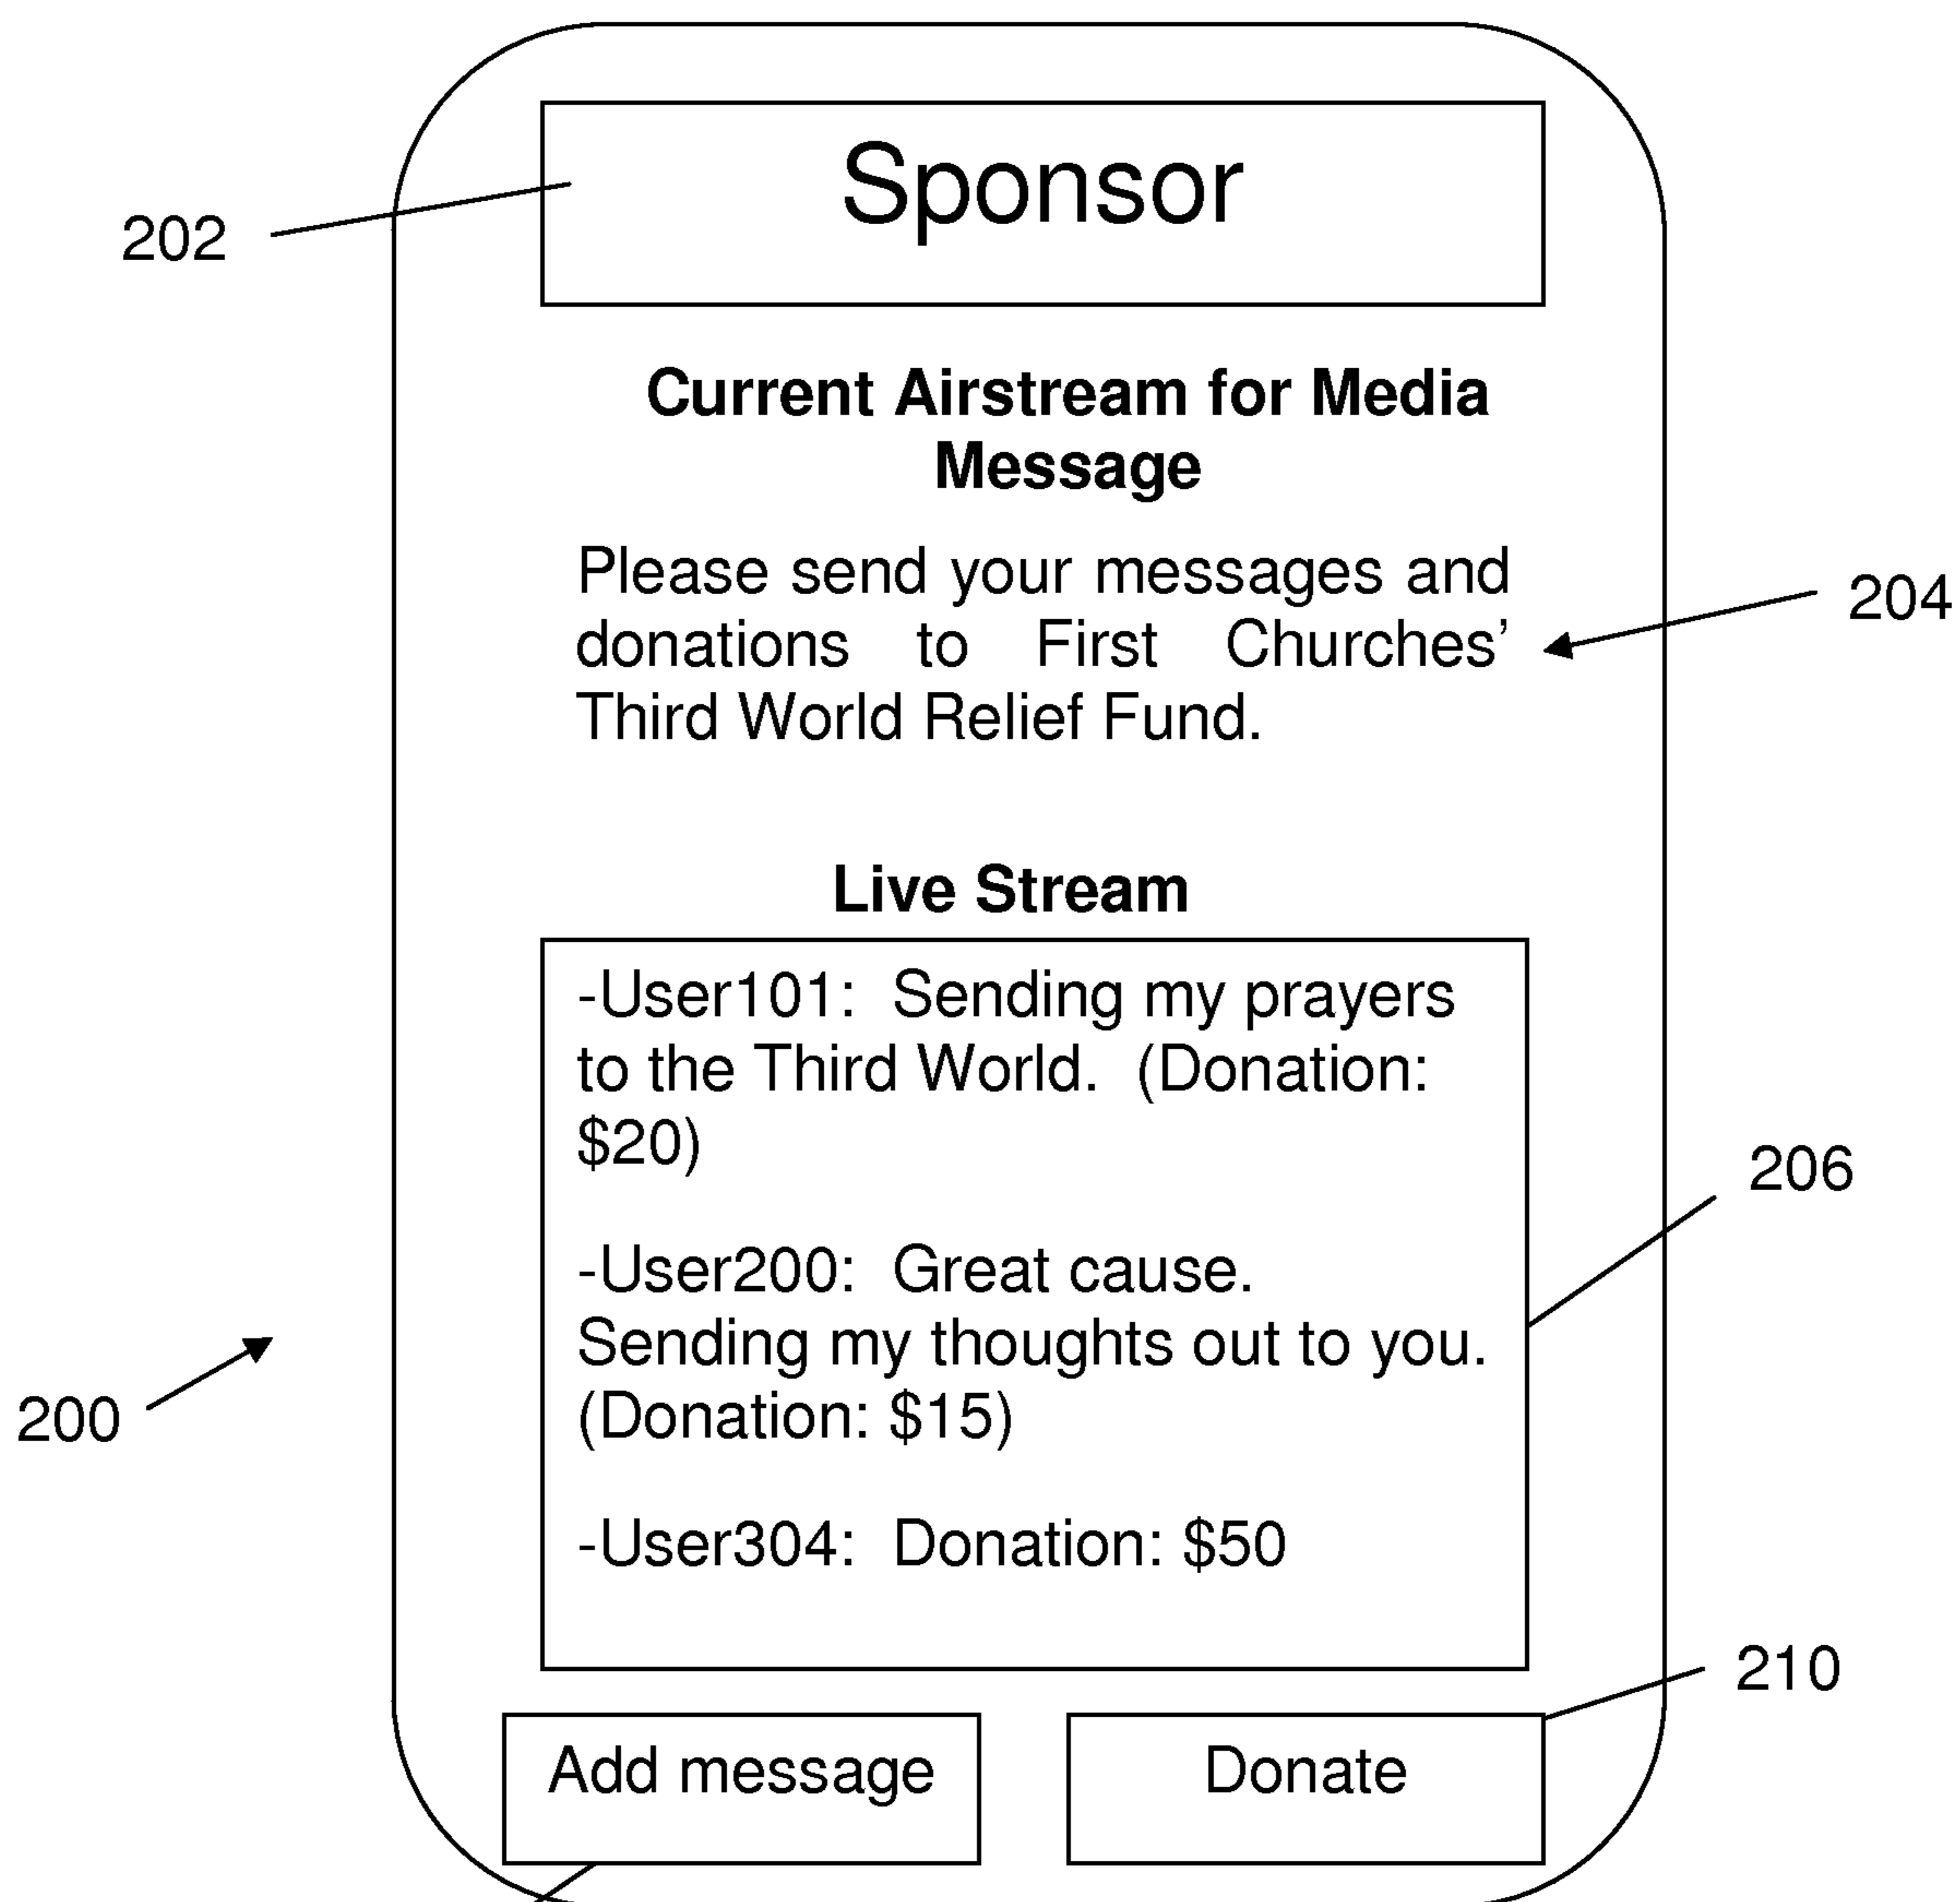 Sponsor
202
Current Airstream for Media
Message
Please send your messages and
donations to First Churches'
Third World Relief Fund.
204
Live Stream
-User101: Sending my prayers
to the Third World. (Donation:
$20)
206
-User200: Great cause.
Sending my thoughts out to you.
(Donation: $15)
200
-User304: Donation: $50
210
Add message
Donate